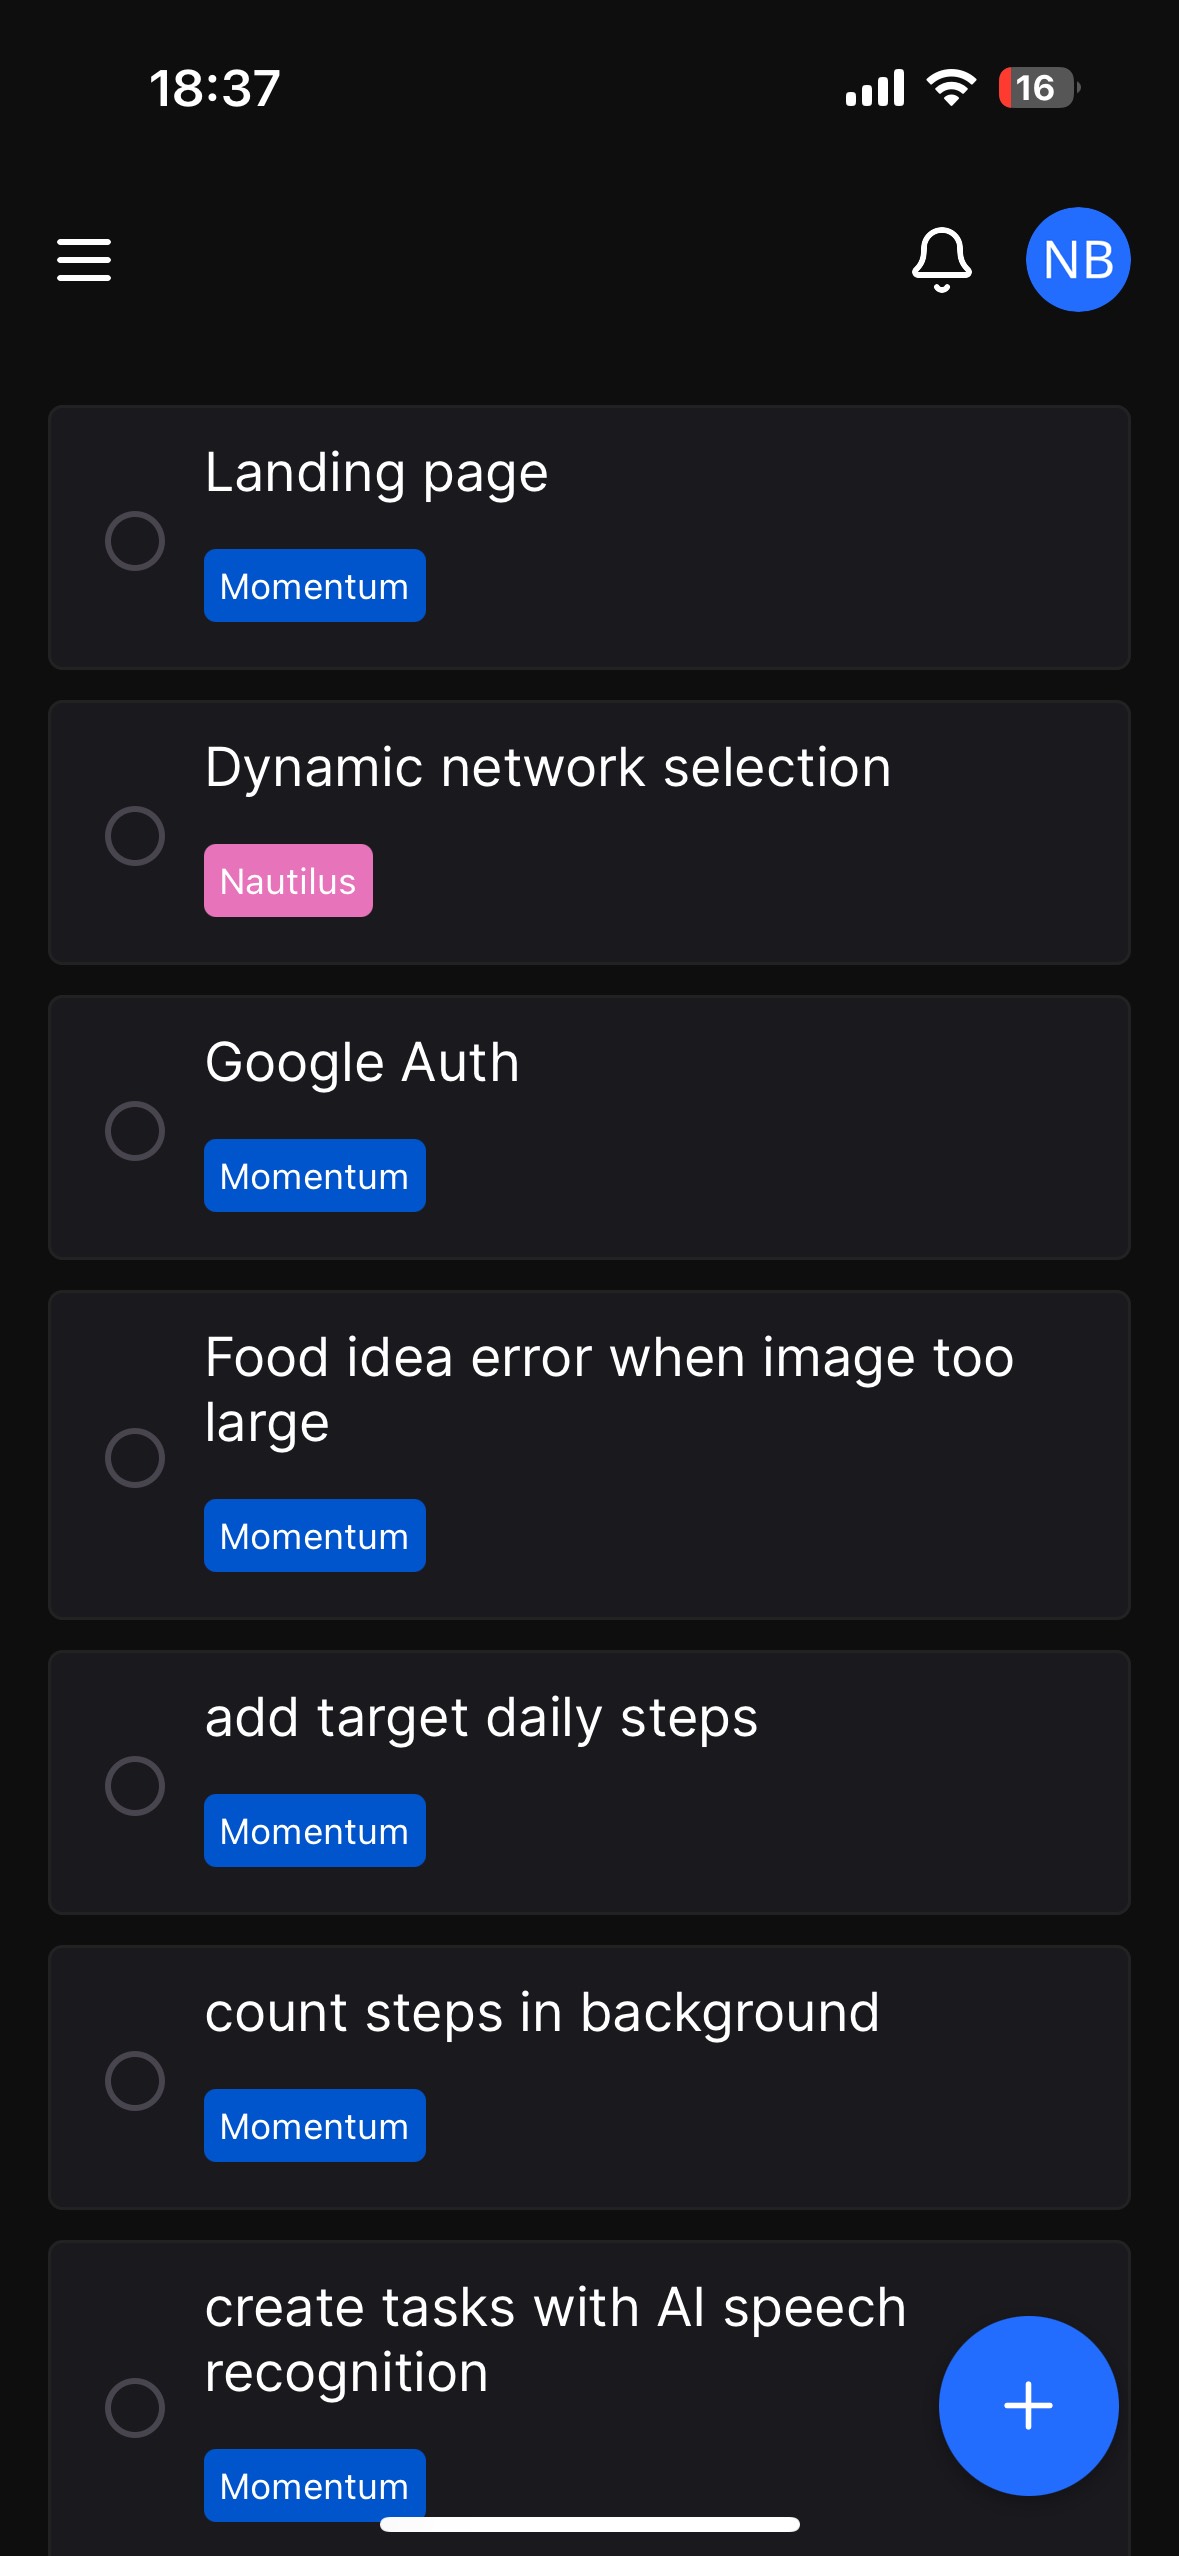 18:37
16
NB
Landing page
Momentum
Dynamic network selection
Nautilus
Google Auth
Momentum
Food idea error when image too
large
Momentum
add target daily steps
Momentum
count steps in background
Momentum
create tasks with AI speech
recognition
Momentum